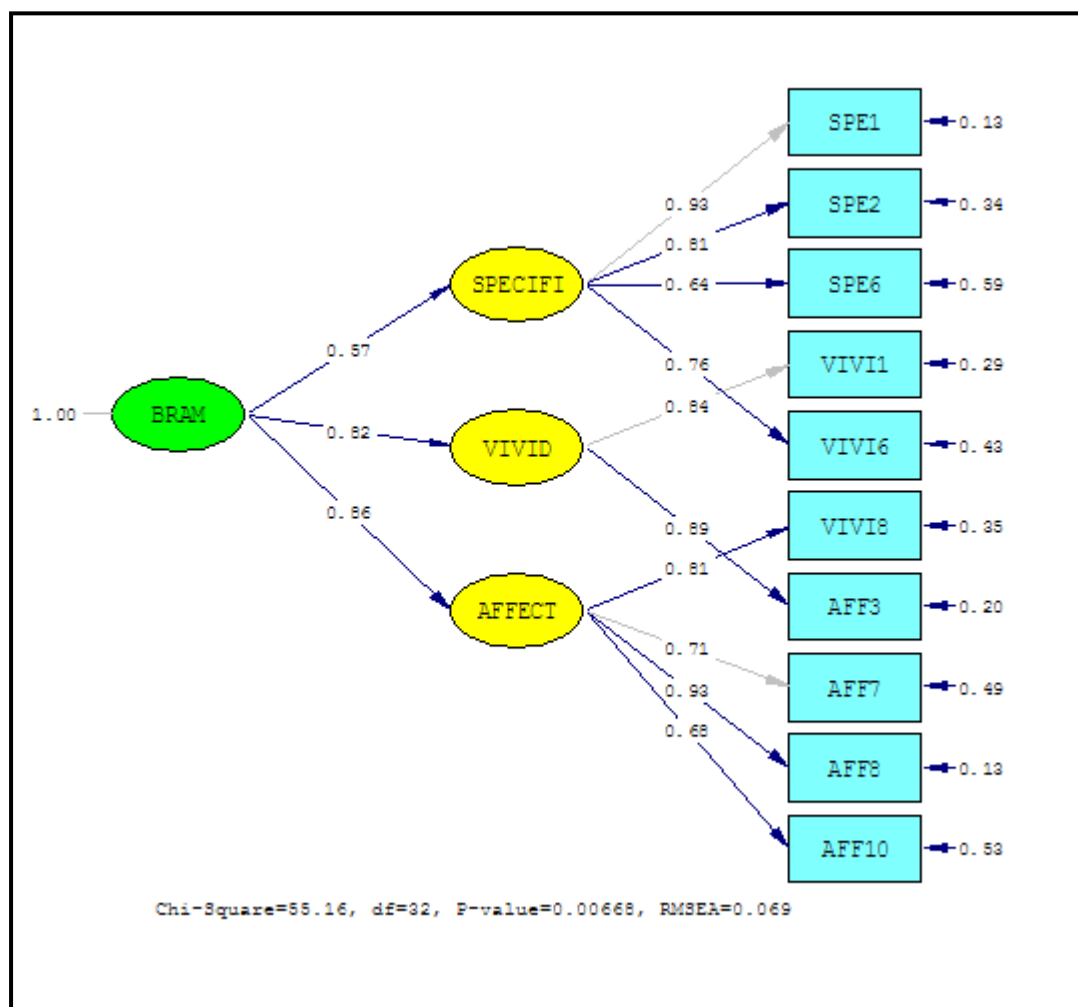 SPE1
0.13
0.93
SPE2
0.34
0.81
SPECIFI
SPE6
0.59
0.64
0.57
VIVI1
0.29
0.76
0.84
1.00
BRAM
0.82
VIVID
VIVI6
0.43
0.86
VIVI8
0.35
0.89
0.81
AFFECT
AFF3
0.20
0.71
AFF7
0.49
0.93
0.68
AFF8
0.13
AFF10
0.53
Chi-Square=55.16, df=32, P-value=0.00668, RMSEA=0.069